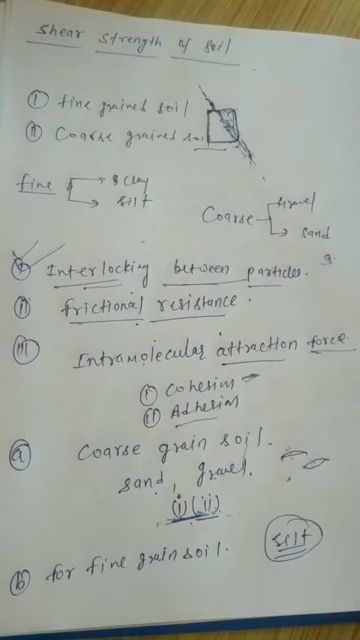 Shear strength of soil
(i) fine grained soil
(ii) Coarse grained soil
fine → clay
→ silt
Coarse gravel
→ sand
(i) Interlocking between particles.
(ii) frictional resistance.
(iii) Intramolecular attraction force
(i) Cohesim
(ii) Adhesim
(a) Coarse grain soil.
sand, gravel.
(i) (ii)
silt
(b) for fine grain soil.